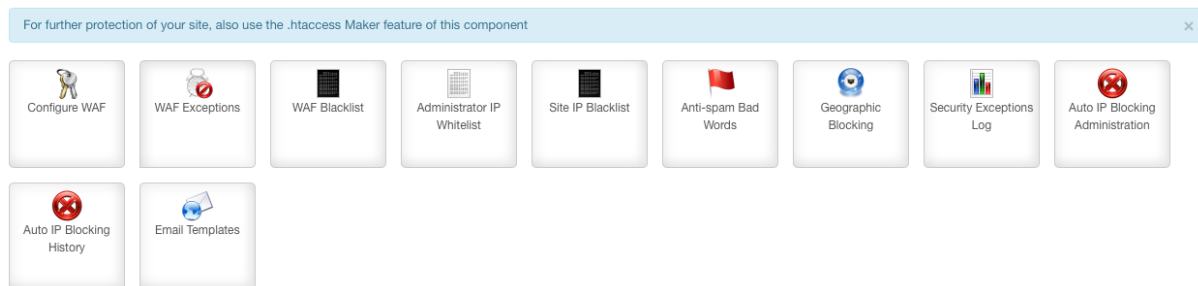 For further protection of your site, also use the .htaccess Maker feature of this component
×
Configure WAF
WAF Exceptions
WAF Blacklist
Administrator IP
Whitelist
Site IP Blacklist
Anti-spam Bad
Words
Geographic
Blocking
Security Exceptions
Log
Auto IP Blocking
Administration
Auto IP Blocking
History
Email Templates